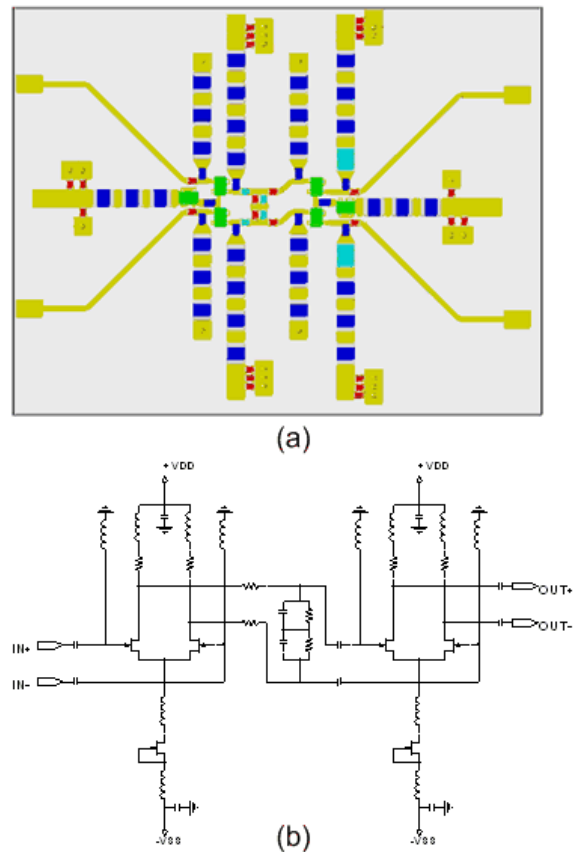 (a)
+VDD
+VDD
OUT+
OUT-
IN+
IN-
-VSS
-VSS
(b)